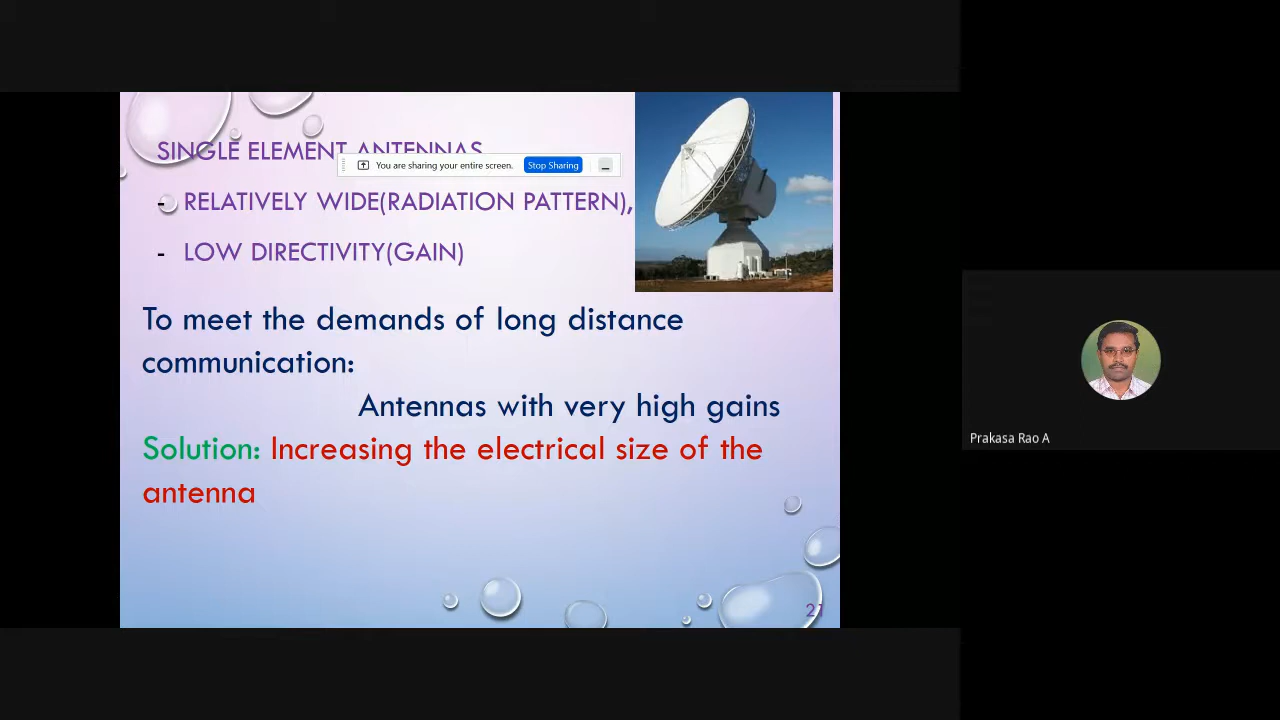 SINGLE ELEMENT ANTENNAS
You are sharing your entire screen. Stop Sharing
- RELATIVELY WIDE(RADIATION PATTERN),
- LOW DIRECTIVITY(GAIN)
To meet the demands of long distance
communication:
Antennas with very high gains
Solution: Increasing the electrical size of the
antenna
21
Prakasa Rao A